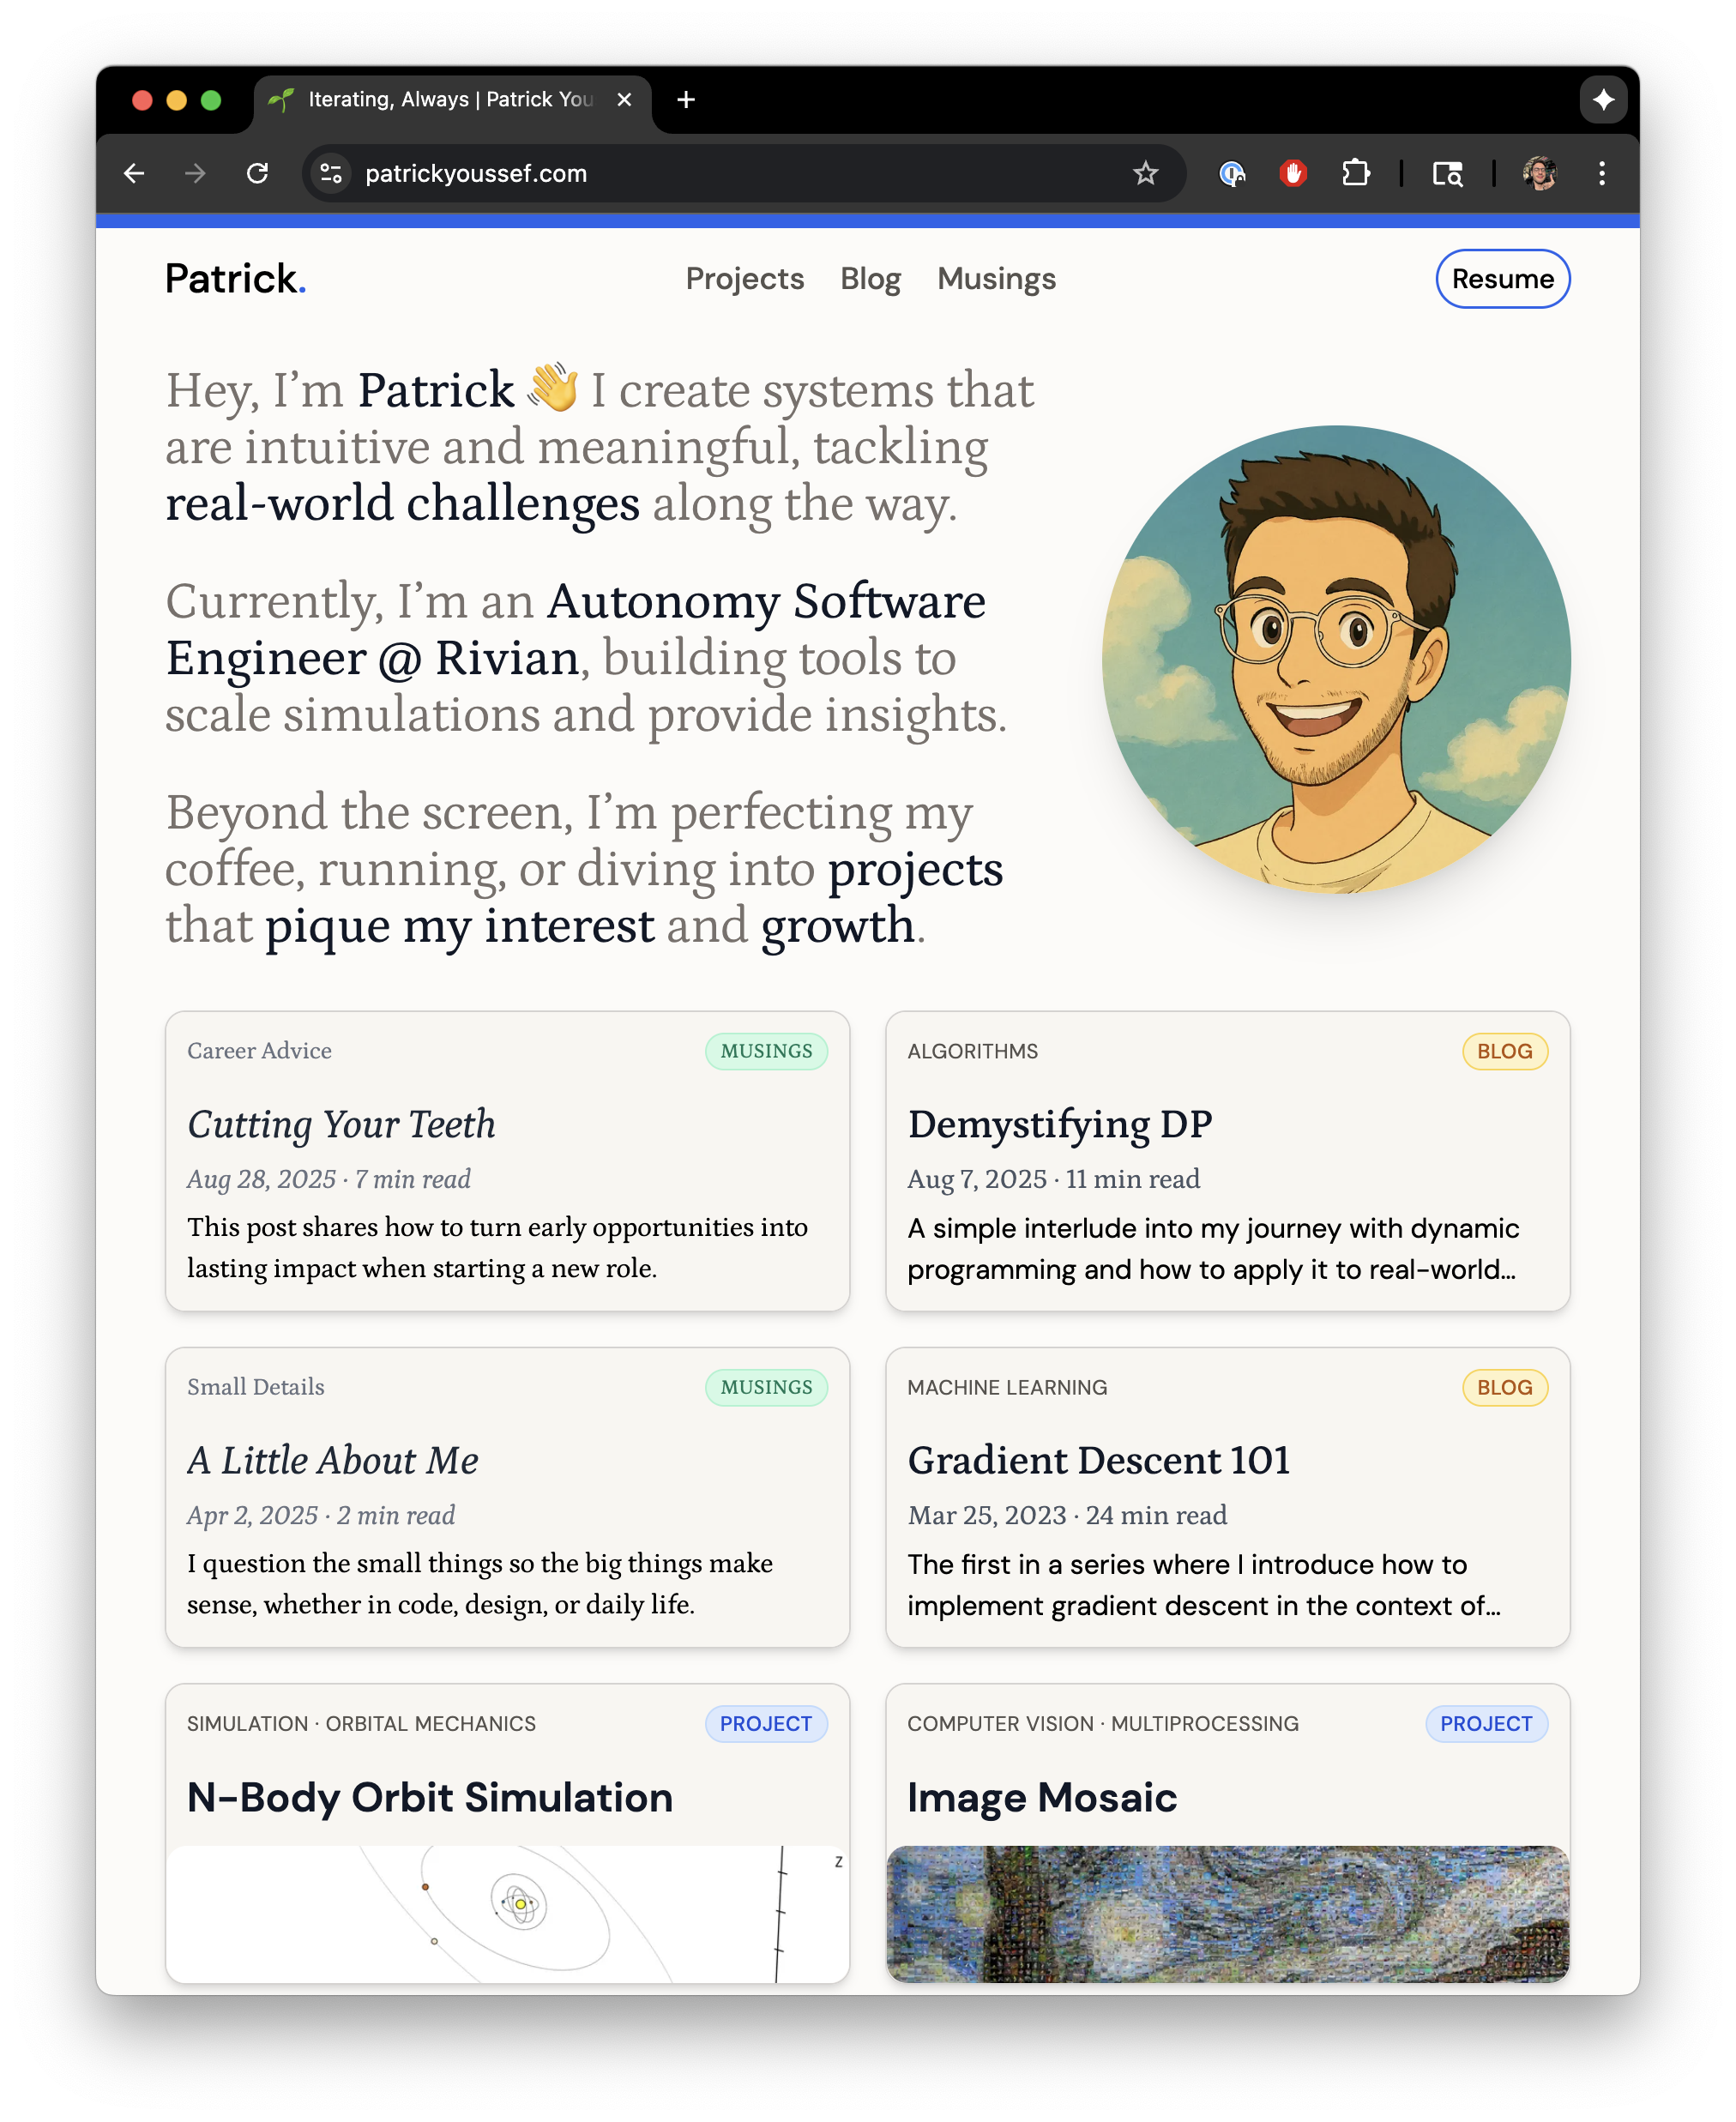 Iterating, Always | Patrick You
patrickyoussef.com
Patrick.
Projects Blog Musings
Resume
Hey, I’m Patrick 👋 I create systems that
are intuitive and meaningful, tackling
real-world challenges along the way.
Currently, I’m an Autonomy Software
Engineer @ Rivian, building tools to
scale simulations and provide insights.
Beyond the screen, I’m perfecting my
coffee, running, or diving into projects
that pique my interest and growth.
Career Advice
MUSINGS
Cutting Your Teeth
Aug 28, 2025 · 7 min read
This post shares how to turn early opportunities into
lasting impact when starting a new role.
ALGORITHMS
BLOG
Demystifying DP
Aug 7, 2025 · 11 min read
A simple interlude into my journey with dynamic
programming and how to apply it to real-world...
Small Details
MUSINGS
A Little About Me
Apr 2, 2025 · 2 min read
I question the small things so the big things make
sense, whether in code, design, or daily life.
MACHINE LEARNING
BLOG
Gradient Descent 101
Mar 25, 2023 · 24 min read
The first in a series where I introduce how to
implement gradient descent in the context of...
SIMULATION · ORBITAL MECHANICS
PROJECT
N-Body Orbit Simulation
Z
COMPUTER VISION · MULTIPROCESSING
PROJECT
Image Mosaic